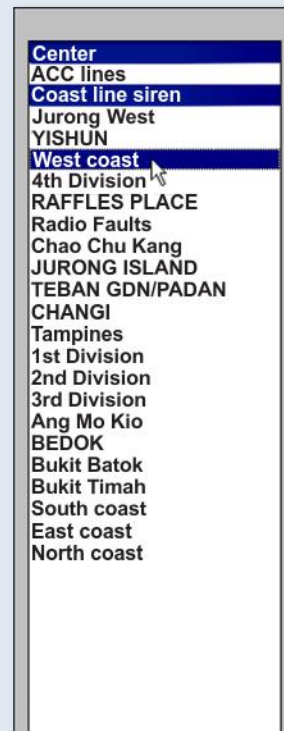 Center
ACC lines
Coast line siren
Jurong West
YISHUN
West coast
4th Division
RAFFLES PLACE
Radio Faults
Chao Chu Kang
JURONG ISLAND
TEBAN GDN/PADAN
CHANGI
Tampines
1st Division
2nd Division
3rd Division
Ang Mo Kio
BEDOK
Bukit Batok
Bukit Timah
South coast
East coast
North coast